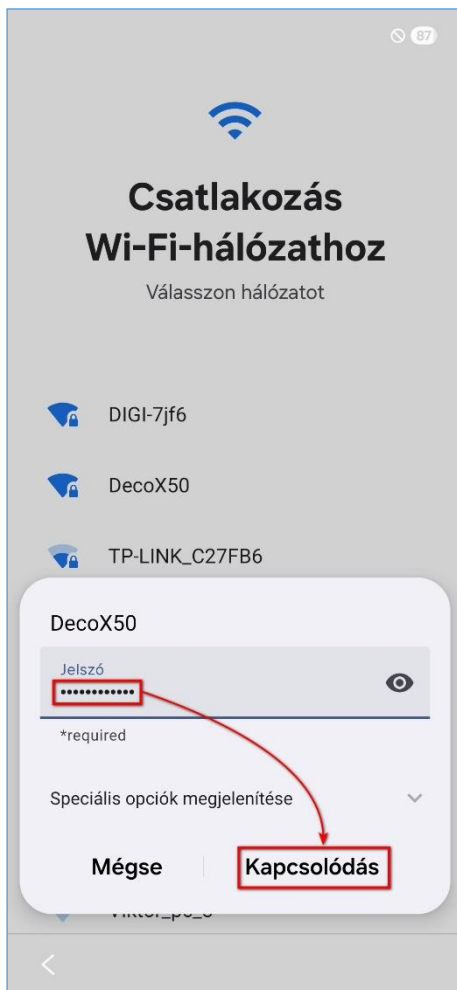 87
Csatlakozás
Wi-Fi-hálózathoz
Válasszon hálózatot
DIGI-7jf6
DecoX50
TP-LINK_C27FB6
DecoX50
Jelszó
••••••••••••
*required
Speciális opciók megjelenítése
Mégse Kapcsolódás